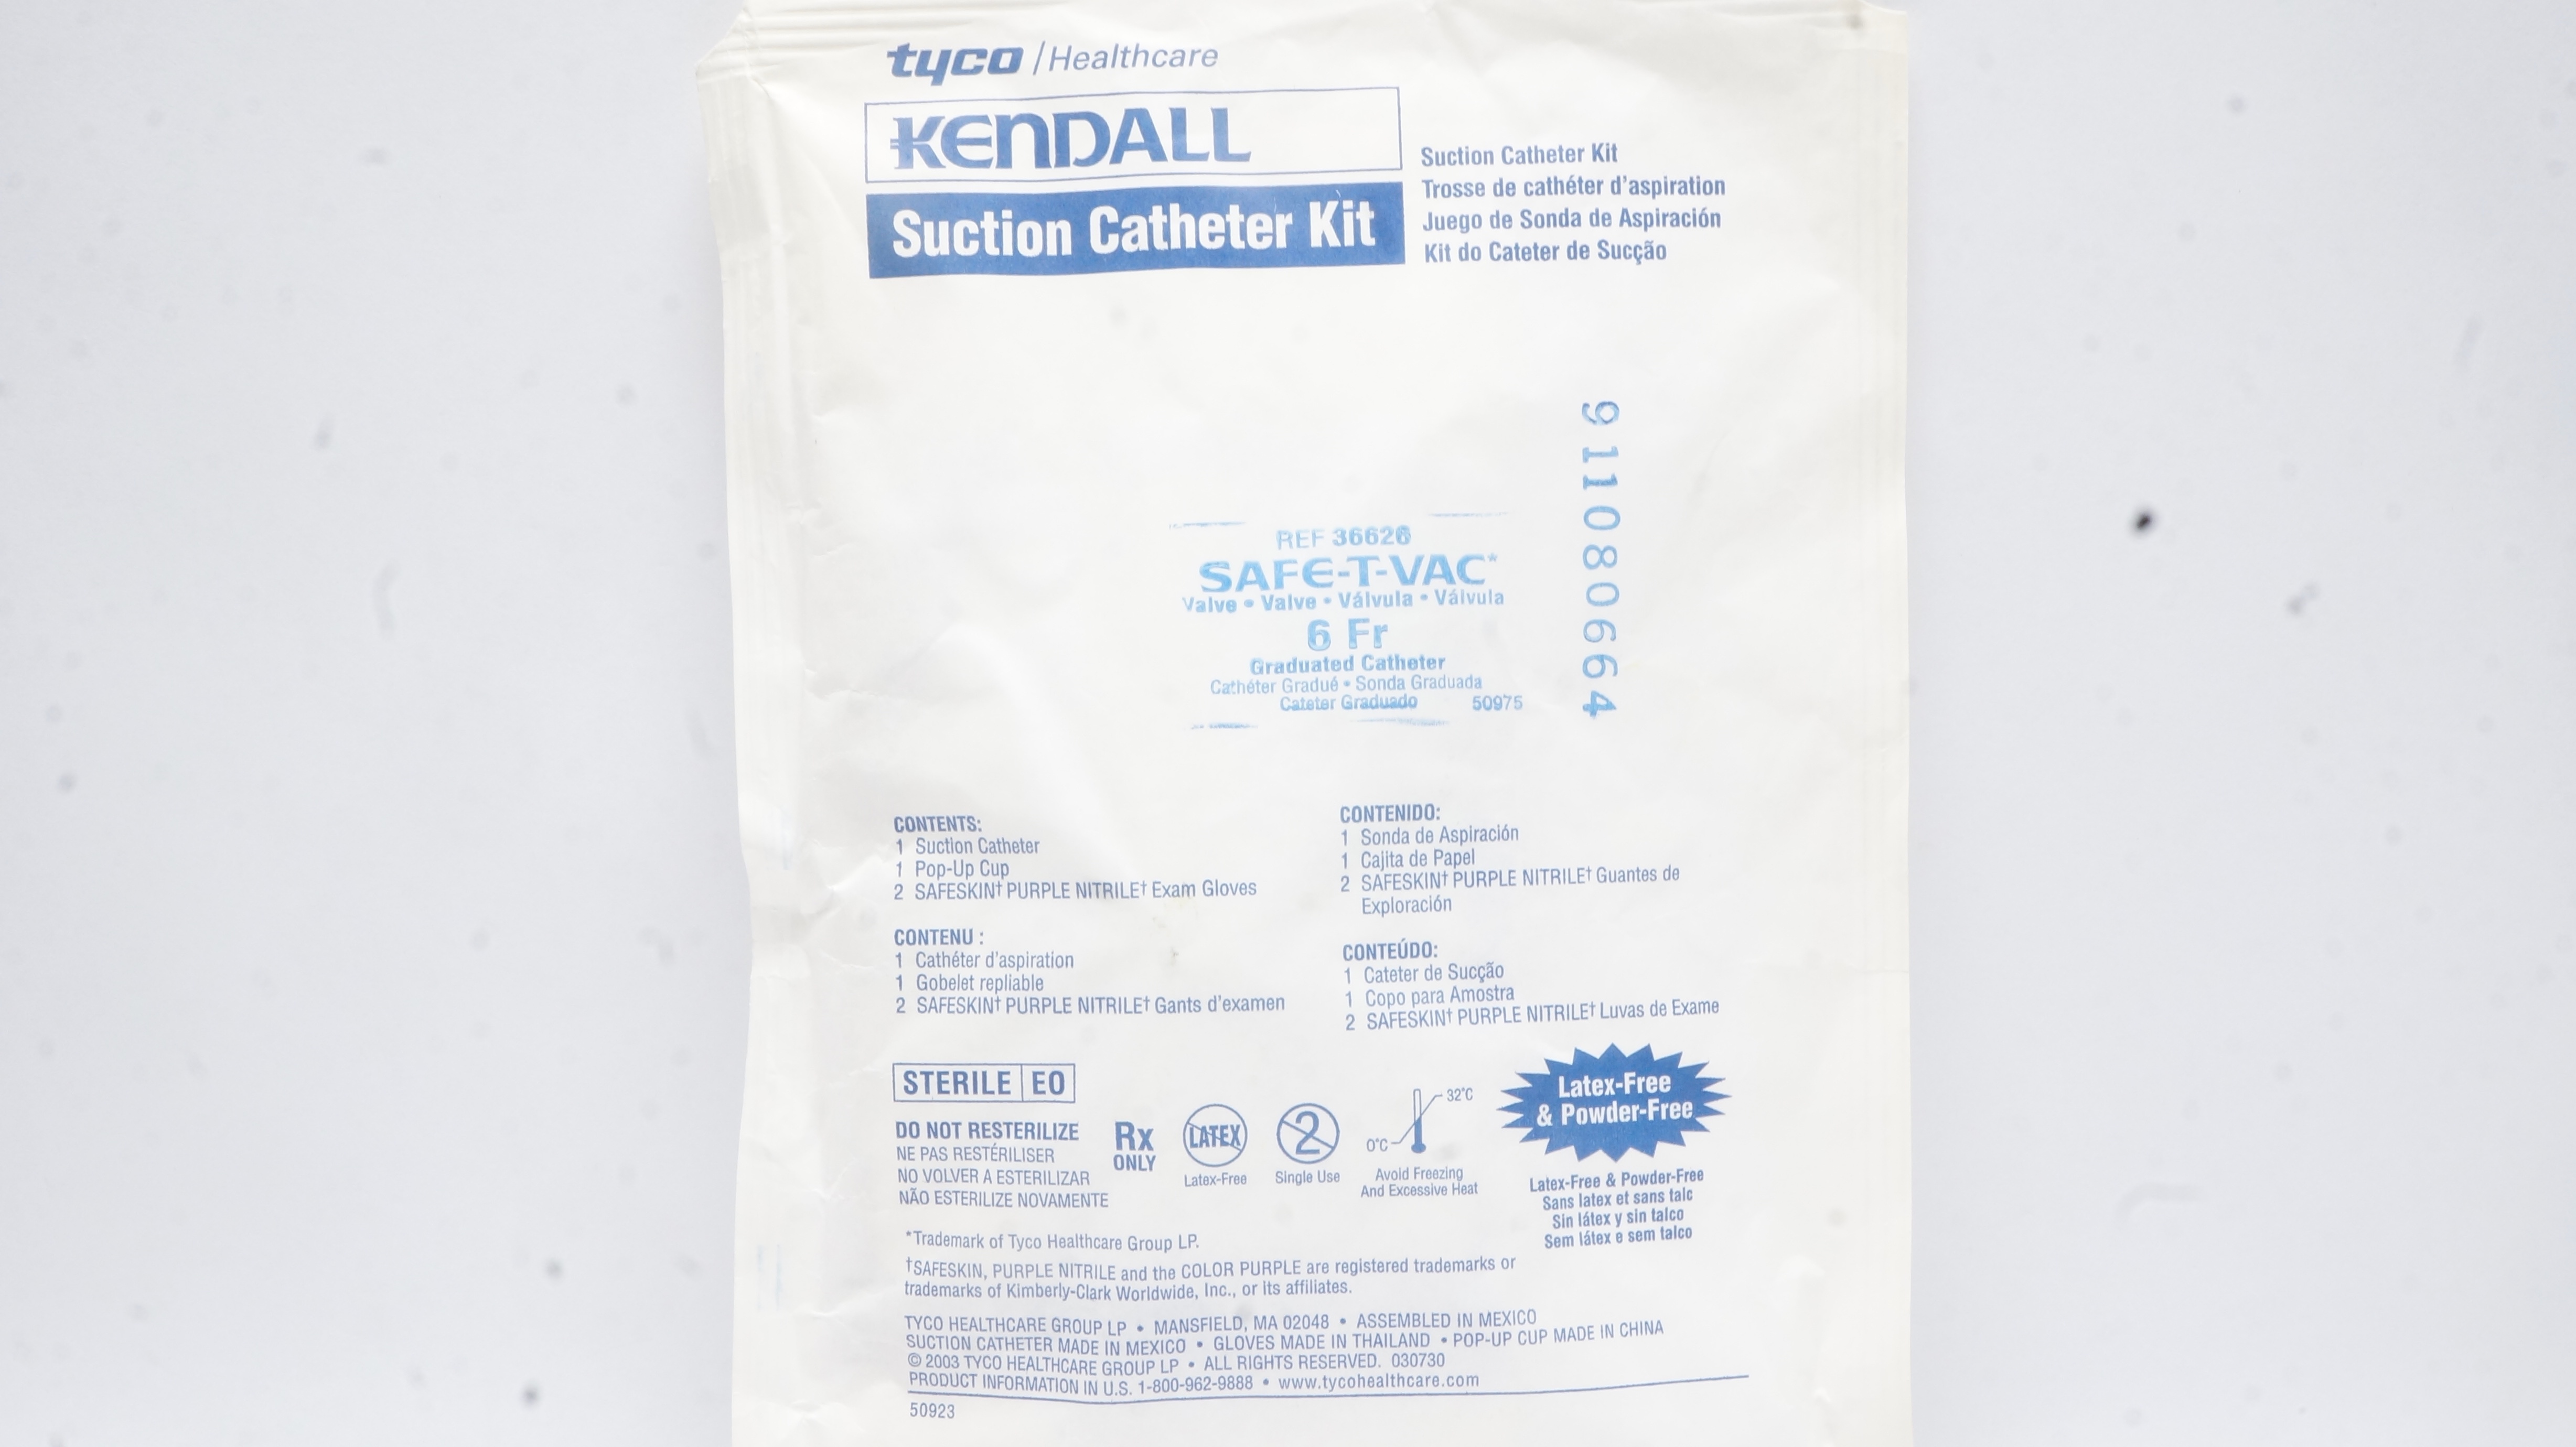 tyco / Healthcare
KENDALL
Suction Catheter Kit
Suction Catheter Kit
Trosse de cathéter d'aspiration
Juego de Sonda de Aspiración
Kit do Cateter de Sucção
911080664
REF 36626
SAFE-T-VAC*
Valve • Valve • Válvula • Válvula
6 Fr
Graduated Catheter
Cathéter Gradué • Sonda Graduada
Cateter Graduado 50975
CONTENTS:
1 Suction Catheter
1 Pop-Up Cup
2 SAFESKIN† PURPLE NITRILE† Exam Gloves
CONTENU :
1 Cathéter d'aspiration
1 Gobelet repliable
2 SAFESKIN† PURPLE NITRILE† Gants d'examen
CONTENIDO:
1 Sonda de Aspiración
1 Cajita de Papel
2 SAFESKIN† PURPLE NITRILE† Guantes de
Exploración
CONTEÚDO:
1 Cateter de Sucção
1 Copo para Amostra
2 SAFESKIN† PURPLE NITRILE† Luvas de Exame
STERILE EO
DO NOT RESTERILIZE
NE PAS RESTÉRILISER
NO VOLVER A ESTERILIZAR
NÃO ESTERILIZE NOVAMENTE
Rx
ONLY
LATEX
Latex-Free
2
Single Use
32°C
0°C
Avoid Freezing
And Excessive Heat
Latex-Free
& Powder-Free
Latex-Free & Powder-Free
Sans latex et sans talc
Sin látex y sin talco
Sem látex e sem talco
*Trademark of Tyco Healthcare Group LP.
†SAFESKIN, PURPLE NITRILE and the COLOR PURPLE are registered trademarks or
trademarks of Kimberly-Clark Worldwide, Inc., or its affiliates.
TYCO HEALTHCARE GROUP LP • MANSFIELD, MA 02048 • ASSEMBLED IN MEXICO
SUCTION CATHETER MADE IN MEXICO • GLOVES MADE IN THAILAND • POP-UP CUP MADE IN CHINA
© 2003 TYCO HEALTHCARE GROUP LP • ALL RIGHTS RESERVED. 030730
PRODUCT INFORMATION IN U.S. 1-800-962-9888 • www.tycohealthcare.com
50923